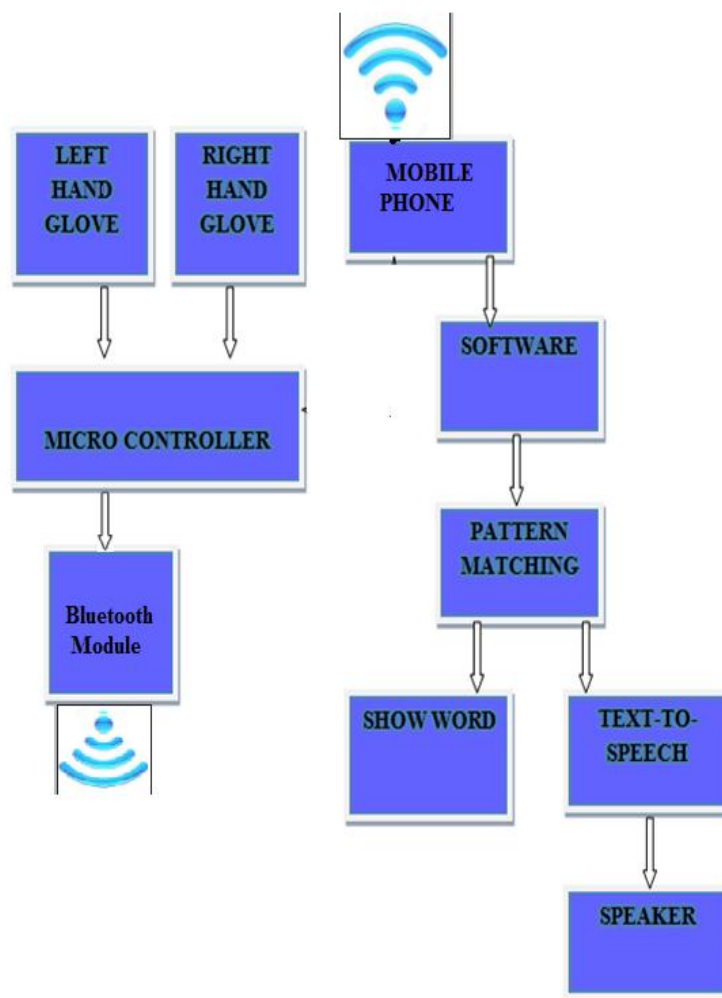 LEFT
HAND
GLOVE
RIGHT
HAND
GLOVE
MICRO CONTROLLER
Bluetooth
Module
MOBILE
PHONE
SOFTWARE
PATTERN
MATCHING
SHOW WORD
TEXT-TO-
SPEECH
SPEAKER